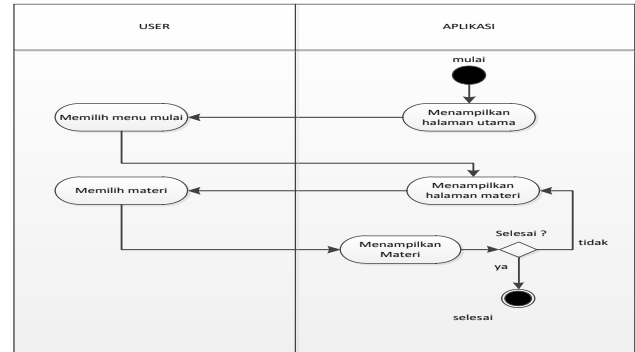 USER
APLIKASI
mulai
Menampilkan
halaman utama
Memilih menu mulai
Menampilkan
halaman materi
Memilih materi
Menampilkan
Materi
Selesai ?
tidak
ya
selesai